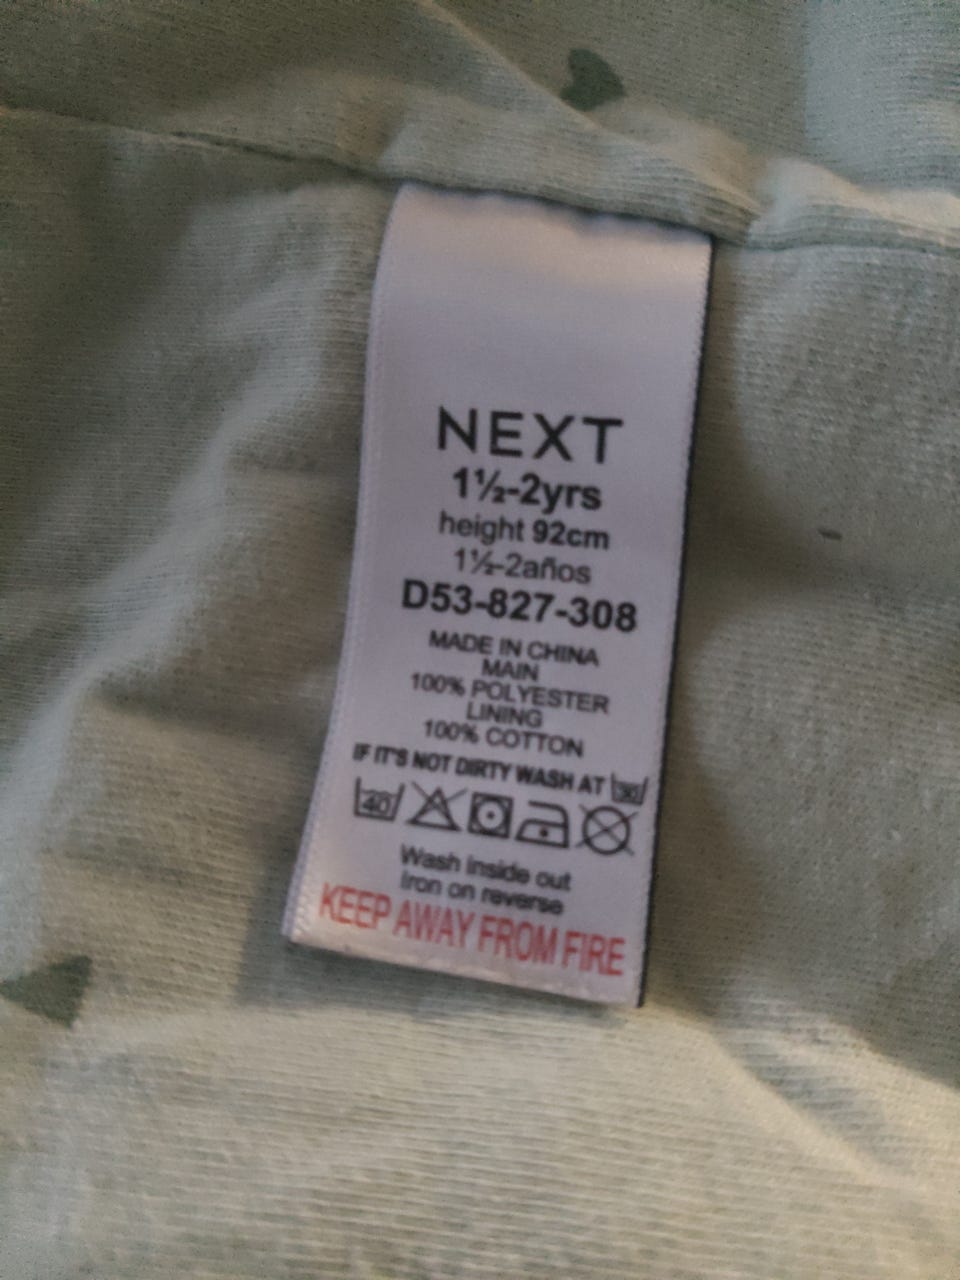 NEXT
1½-2yrs
height 92cm
1½-2años
D53-827-308
MADE IN CHINA
MAIN
100% POLYESTER
LINING
100% COTTON
IF IT'S NOT DIRTY WASH AT 30
40
Wash inside out
Iron on reverse
KEEP AWAY FROM FIRE